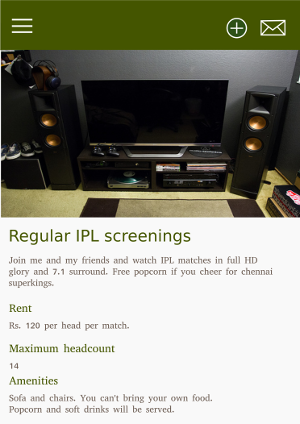 Regular IPL screenings
Join me and my friends and watch IPL matches in full HD
glory and 7.1 surround. Free popcorn if you cheer for chennai
superkings.
Rent
Rs. 120 per head per match.
Maximum headcount
14
Amenities
Sofa and chairs. You can't bring your own food.
Popcorn and soft drinks will be served.